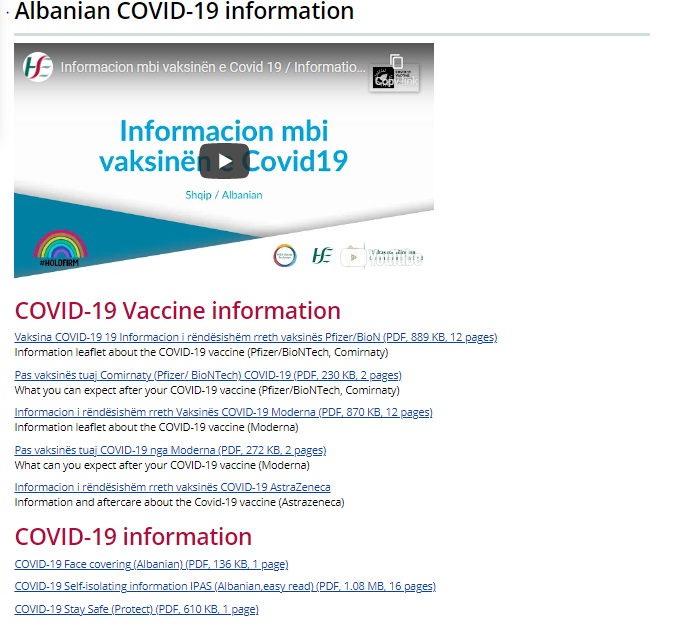 Albanian COVID-19 information
Informacion mbi vaksinën e Covid 19 / Informatio...
Copy link
Informacion mbi
vaksinën e Covid19
Shqip / Albanian
#HOLDFIRM
COVID-19 Vaccine information
Vaksina COVID-19 19 Informacion i rëndësishëm rreth vaksinës Pfizer/BioN (PDF, 889 KB, 12 pages)
Information leaflet about the COVID-19 vaccine (Pfizer/BioNTech, Comirnaty)
Pas vaksinës tuaj Comirnaty (Pfizer/ BioNTech) COVID-19 (PDF, 230 KB, 2 pages)
What you can expect after your COVID-19 vaccine (Pfizer/BioNTech, Comirnaty)
Informacion i rëndësishëm rreth Vaksinës COVID-19 Moderna (PDF, 870 KB, 12 pages)
Information leaflet about the COVID-19 vaccine (Moderna)
Pas vaksinës tuaj COVID-19 nga Moderna (PDF, 272 KB, 2 pages)
What can you expect after your COVID-19 vaccine (Moderna)
Informacion i rëndësishëm rreth vaksinës COVID-19 AstraZeneca
Information and aftercare about the Covid-19 vaccine (Astrazeneca)
COVID-19 information
COVID-19 Face covering (Albanian) (PDF, 136 KB, 1 page)
COVID-19 Self-isolating information IPAS (Albanian,easy read) (PDF, 1.08 MB, 16 pages)
COVID-19 Stay Safe (Protect) (PDF, 610 KB, 1 page)